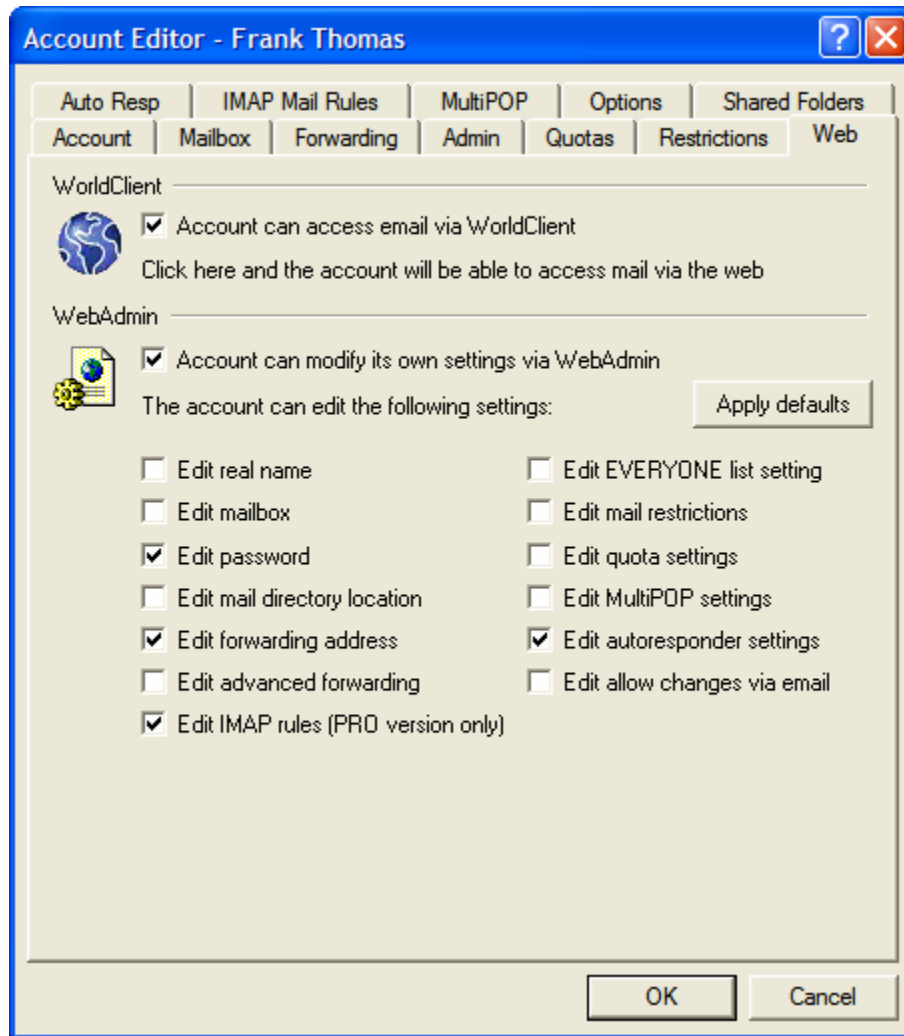 Account Editor - Frank Thomas
Auto Resp IMAP Mail Rules MultiPOP Options Shared Folders
Account Mailbox Forwarding Admin Quotas Restrictions Web
WorldClient
Account can access email via WorldClient
Click here and the account will be able to access mail via the web
WebAdmin
Account can modify its own settings via WebAdmin
The account can edit the following settings: Apply defaults
Edit real name Edit EVERYONE list setting
Edit mailbox Edit mail restrictions
Edit password Edit quota settings
Edit mail directory location Edit MultiPOP settings
Edit forwarding address Edit autoresponder settings
Edit advanced forwarding Edit allow changes via email
Edit IMAP rules (PRO version only)
OK Cancel